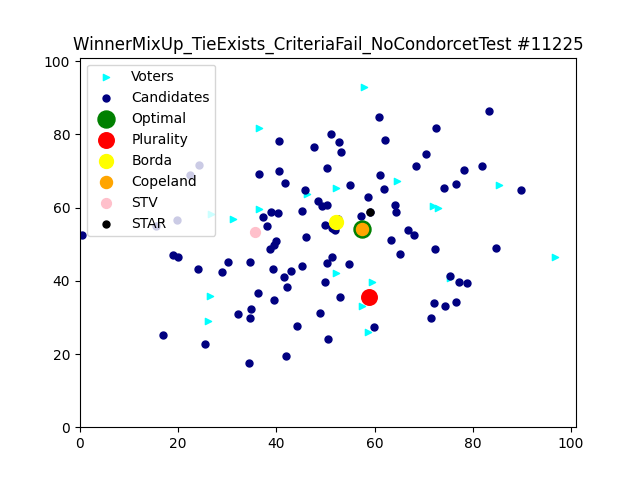 WinnerMixUp_TieExists_CriteriaFail_NoCondorcetTest #11225
100
80
60
40
20
0
0 20 40 60 80 100
Voters
Candidates
Optimal
Plurality
Borda
Copeland
STV
STAR